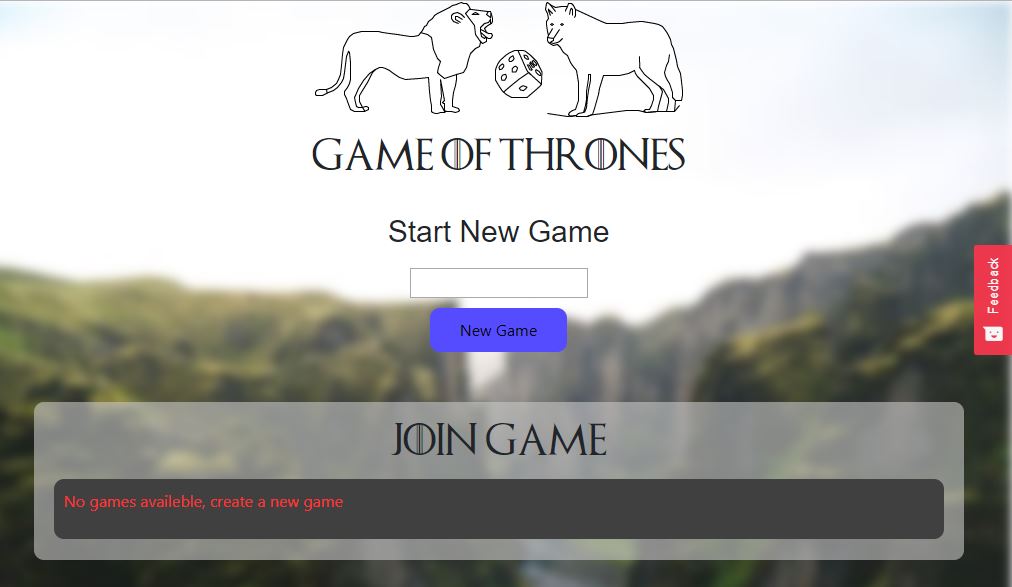 GAME OF THRONES
Start New Game
New Game
Feedback
JOIN GAME
No games availeble, create a new game